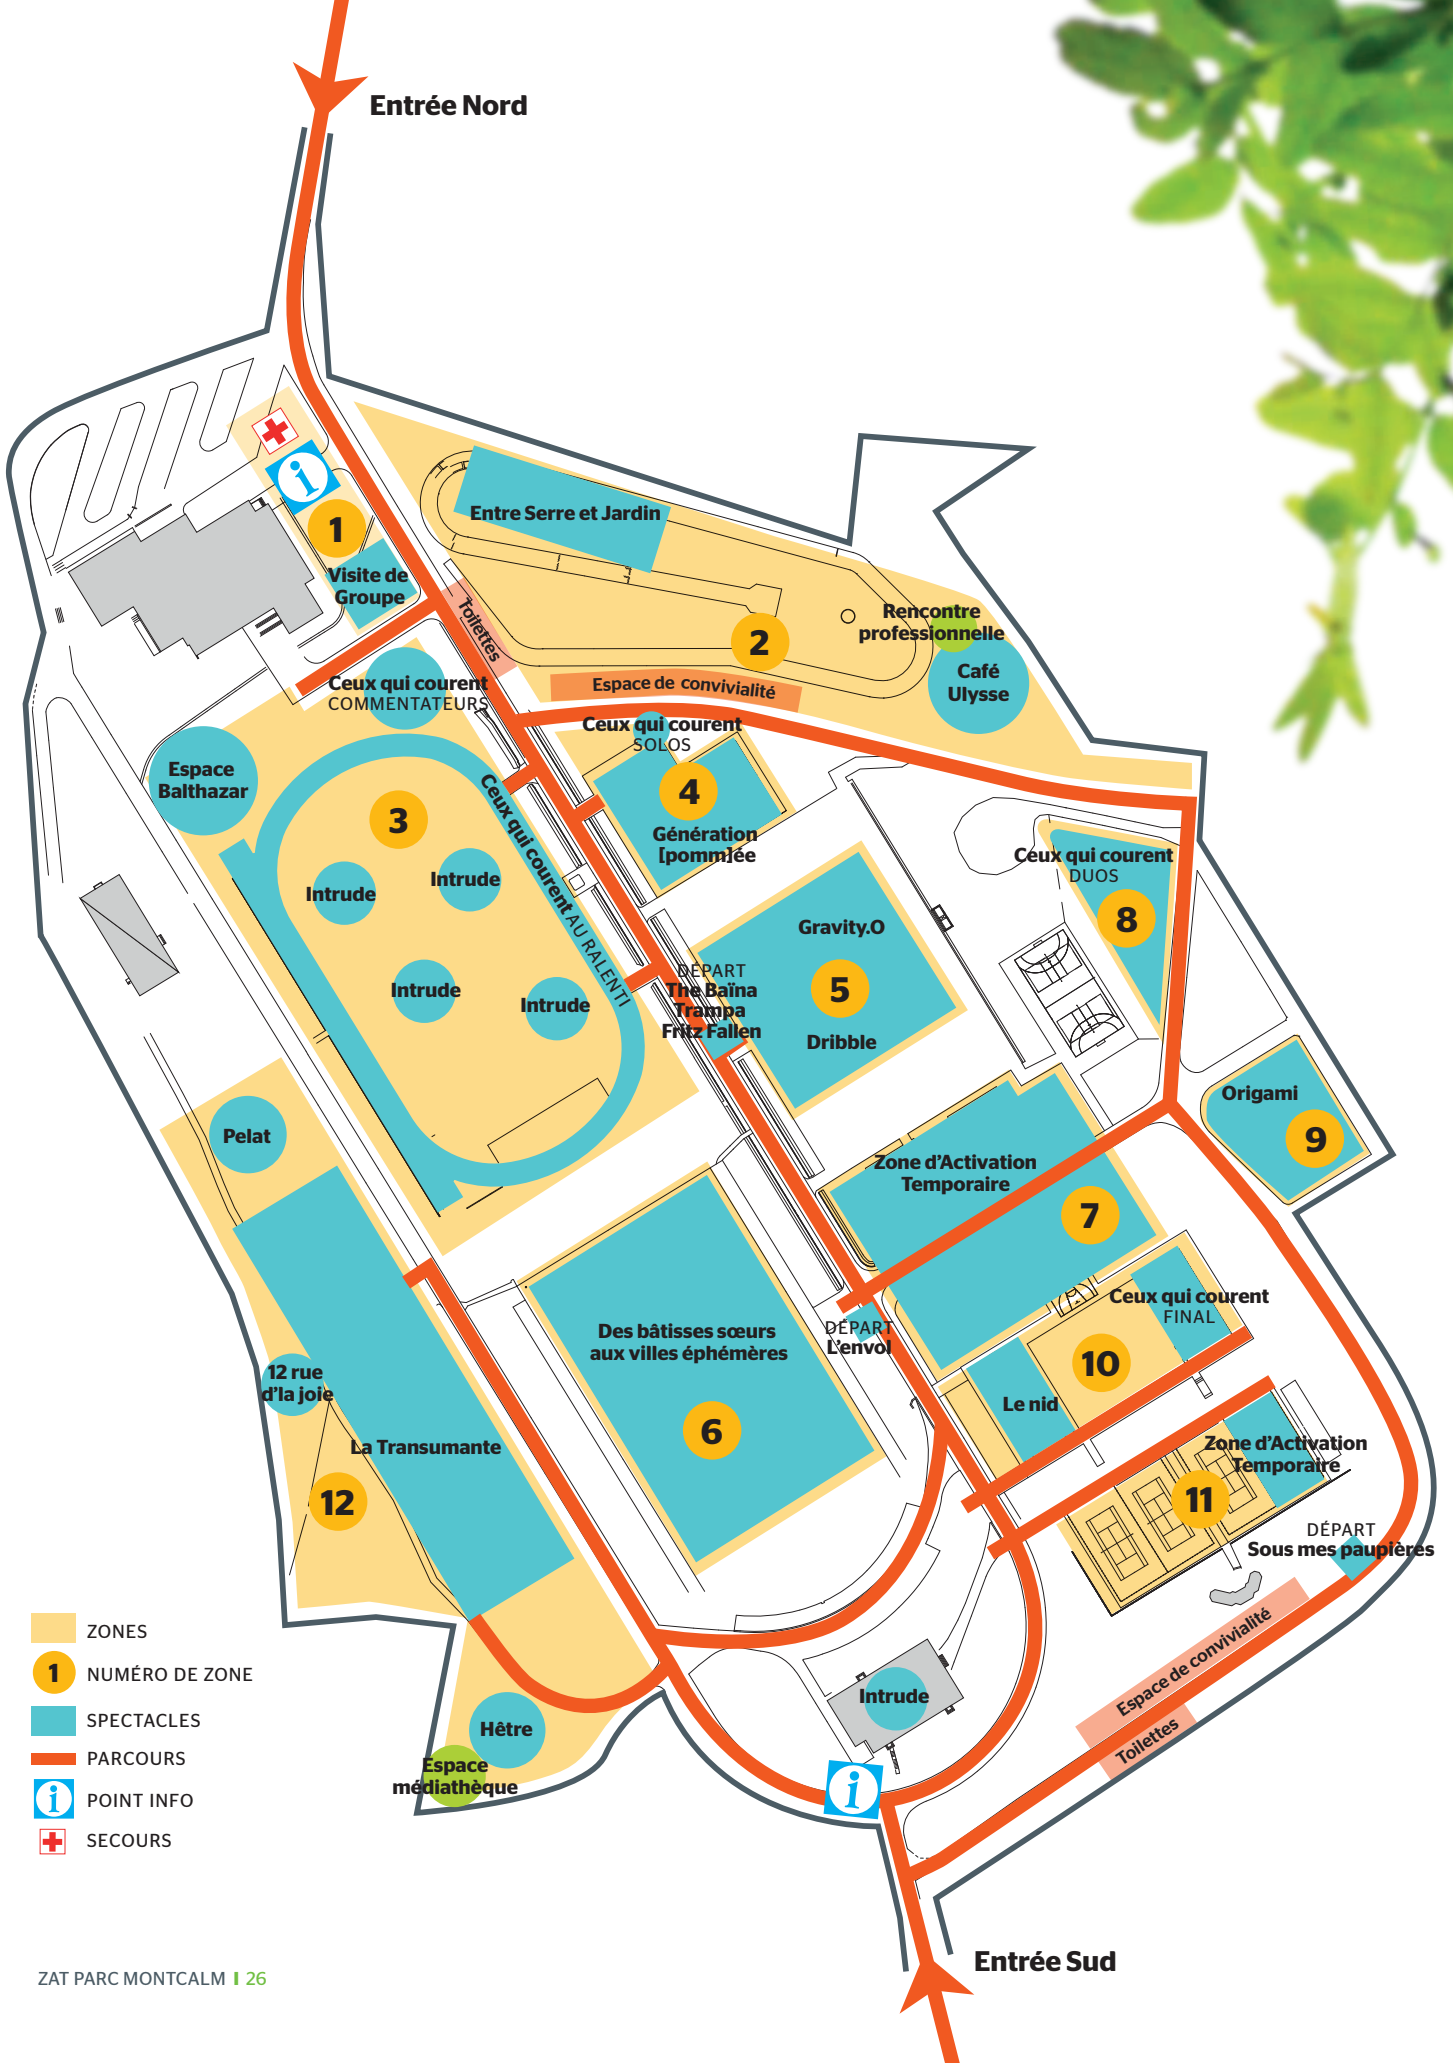 Entrée Nord
1
Visite de
Groupe
Entre Serre et Jardin
Toilettes
2
Rencontre
professionnelle
Café
Ulysse
Espace de convivialité
Ceux qui courent
COMMENTATEURS
Espace
Balthazar
3
Intrude
Intrude
Intrude
Intrude
Ceux qui courent AU RALENTI
Ceux qui courent
SOLOS
4
Génération
[pomm]ée
Gravity.O
5
Dribble
DÉPART
The Baïna
Trampa
Fritz Fallen
Ceux qui courent
DUOS
8
Origami
9
Zone d'Activation
Temporaire
7
Pelat
Des bâtisses sœurs
aux villes éphémères
6
DÉPART
L'envol
Ceux qui courent
FINAL
10
Le nid
12 rue
d'la joie
La Transumante
12
Zone d'Activation
Temporaire
11
DÉPART
Sous mes paupières
Espace de convivialité
Toilettes
Intrude
Hêtre
Espace
médiathèque
ZONES
1 NUMÉRO DE ZONE
SPECTACLES
PARCOURS
i POINT INFO
SECOURS
Entrée Sud
ZAT PARC MONTCALM I 26